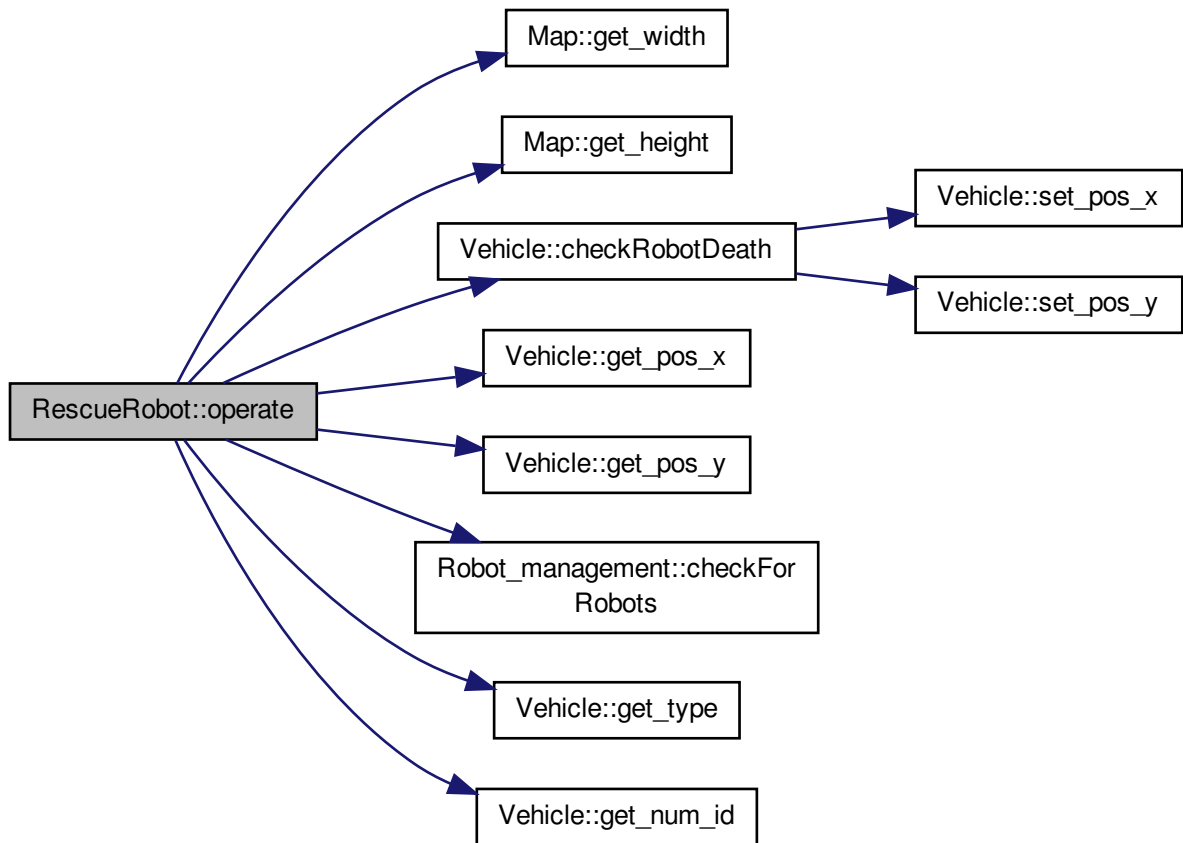 Map::get_width
Map::get_height
Vehicle::set_pos_x
Vehicle::checkRobotDeath
Vehicle::set_pos_y
Vehicle::get_pos_x
RescueRobot::operate
Vehicle::get_pos_y
Robot_management::checkFor
Robots
Vehicle::get_type
Vehicle::get_num_id